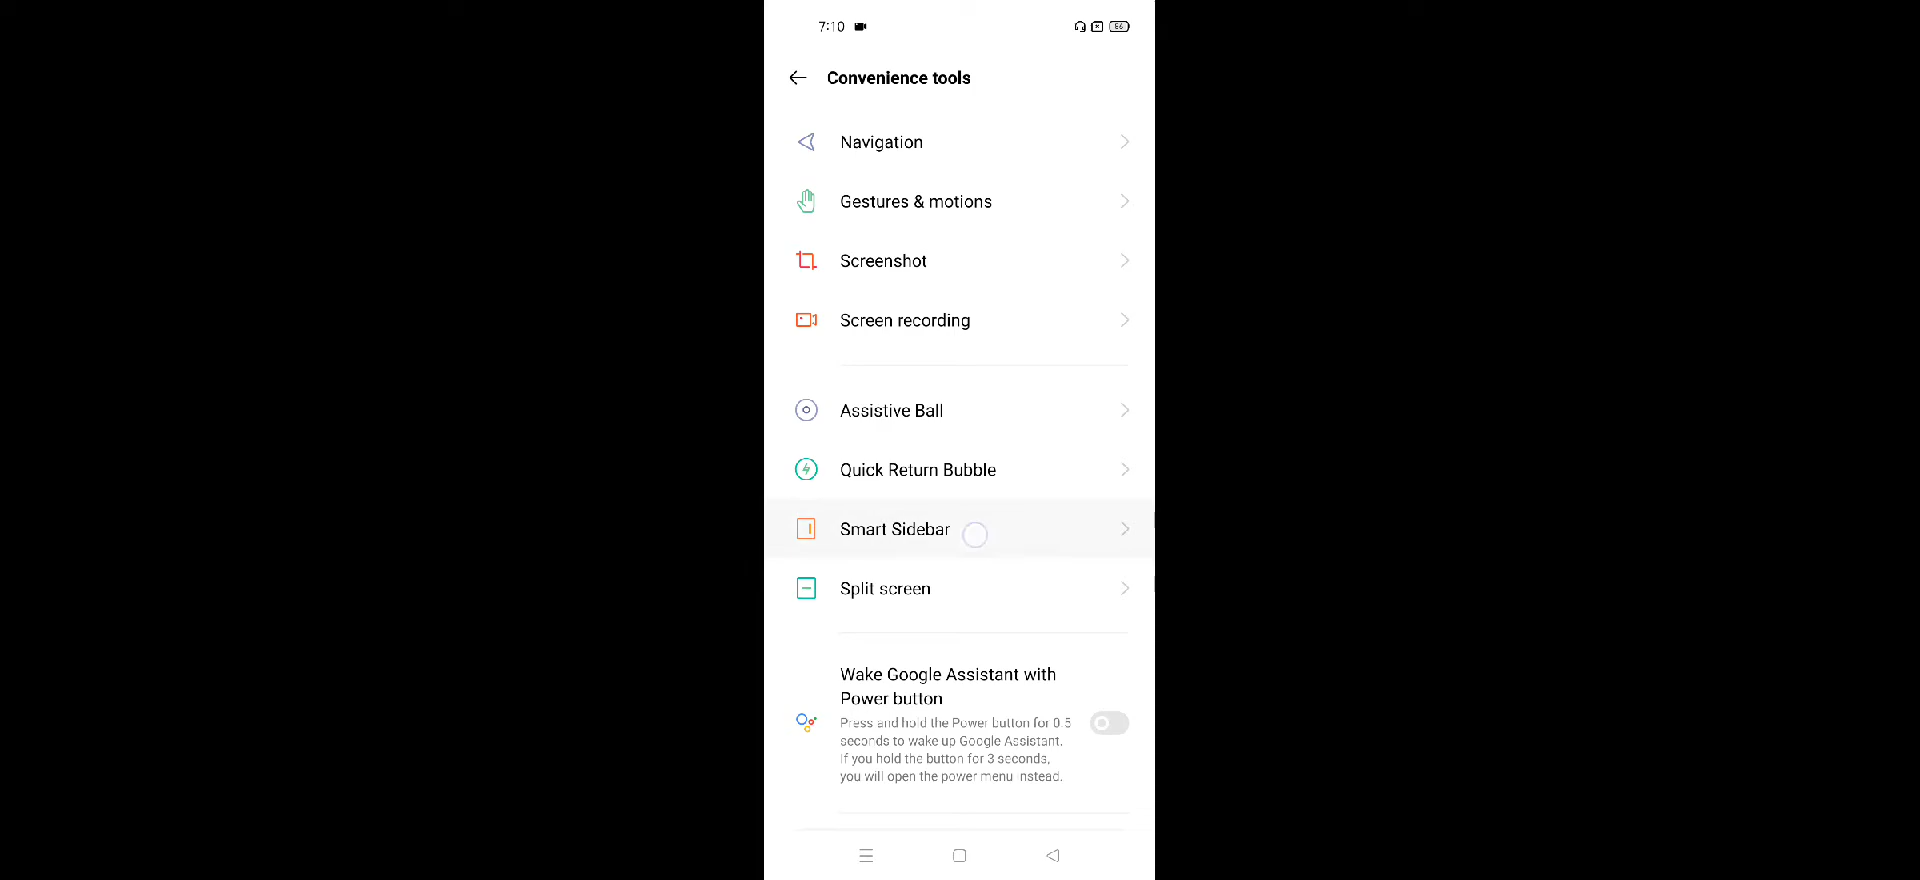 7:10
86
Convenience tools
Navigation
Gestures & motions
Screenshot
Screen recording
Assistive Ball
Quick Return Bubble
Smart Sidebar
Split screen
Wake Google Assistant with
Power button
Press and hold the Power button for 0.5
seconds to wake up Google Assistant.
If you hold the button for 3 seconds,
you will open the power menu instead.